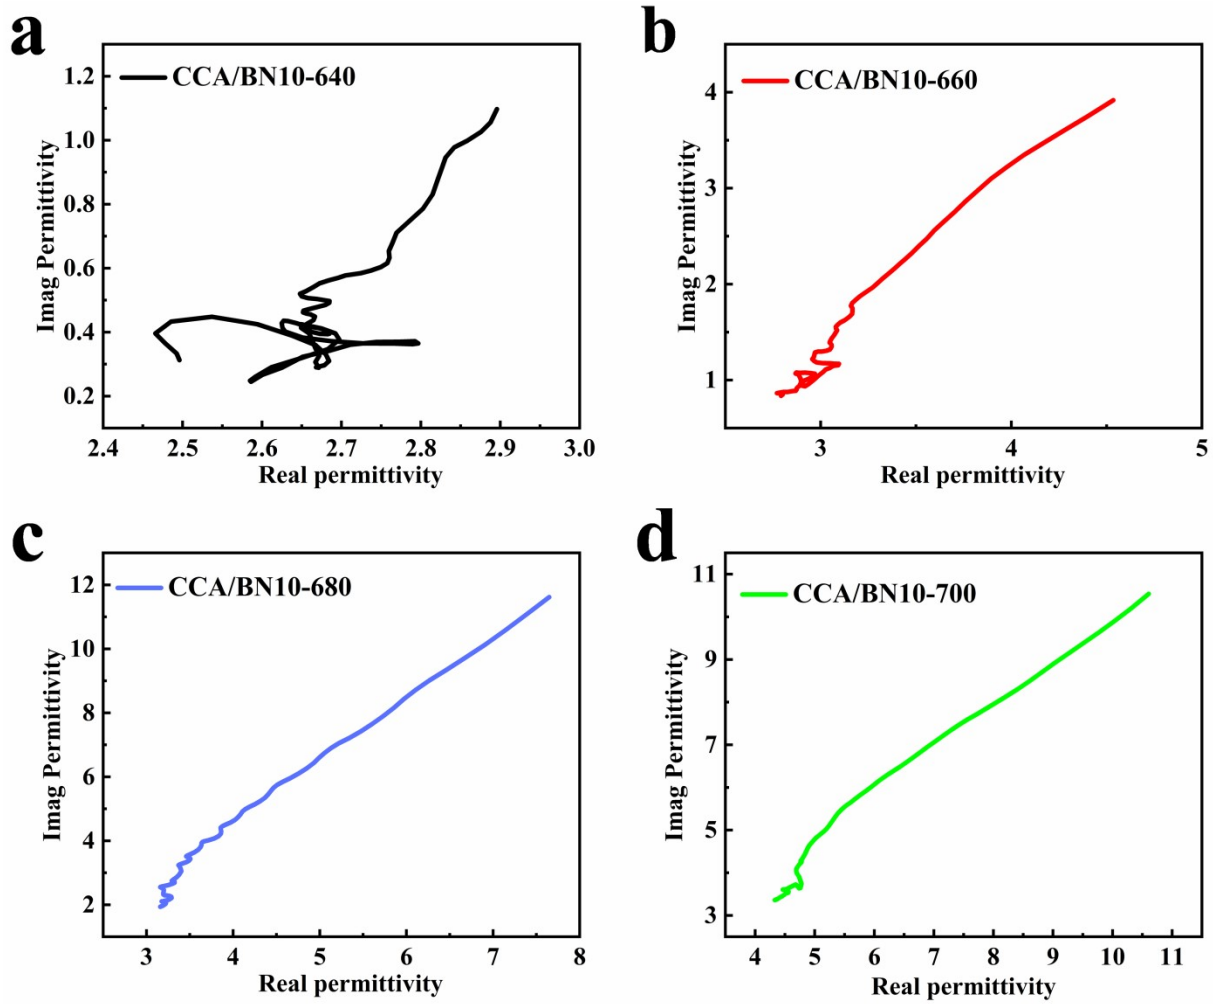 a
CCA/BN10-640
1.2
1.0
0.8
0.6
0.4
0.2
Imag Permittivity
2.4 2.5 2.6 2.7 2.8 2.9 3.0
Real permittivity
b
CCA/BN10-660
4
3
2
1
Imag Permittivity
3 4 5
Real permittivity
c
CCA/BN10-680
12
10
8
6
4
2
Imag Permittivity
3 4 5 6 7 8
Real permittivity
d
CCA/BN10-700
11
9
7
5
3
Imag Permittivity
4 5 6 7 8 9 10 11
Real permittivity